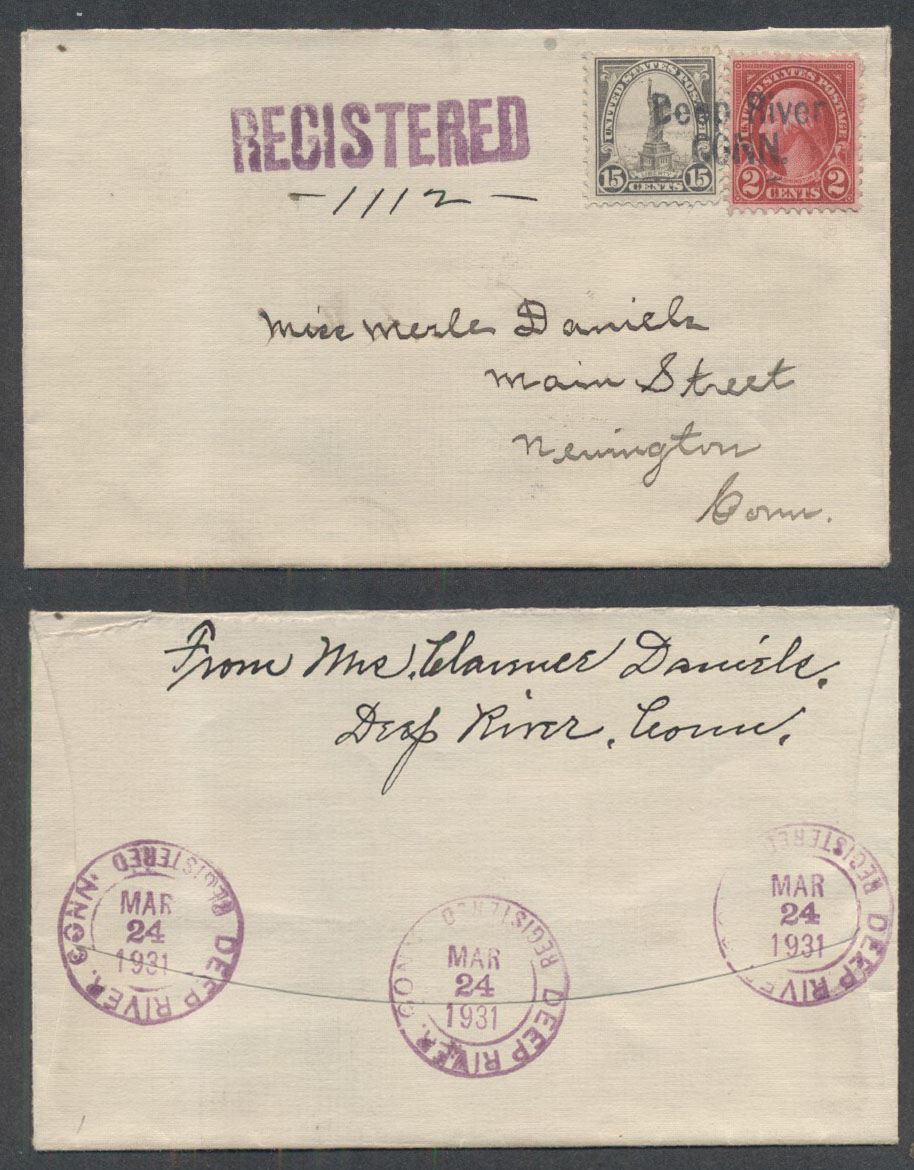 REGISTERED
- 1112 -
UNITED STATES POSTAGE
LIBERTY
15 CENTS 15
UNITED STATES POSTAGE
2 CENTS 2
Deep River
CONN.
Miss Merle Daniels
Main Street
Newington
Conn.
From Mrs. Clarence Daniels.
Deep River, Conn.
REGISTERED
DEEP RIVER, CONN.
MAR
24
1931
REGISTERED
DEEP RIVER, CONN
MAR
24
1931
REGISTERED
DEEP RIVER
MAR
24
1931